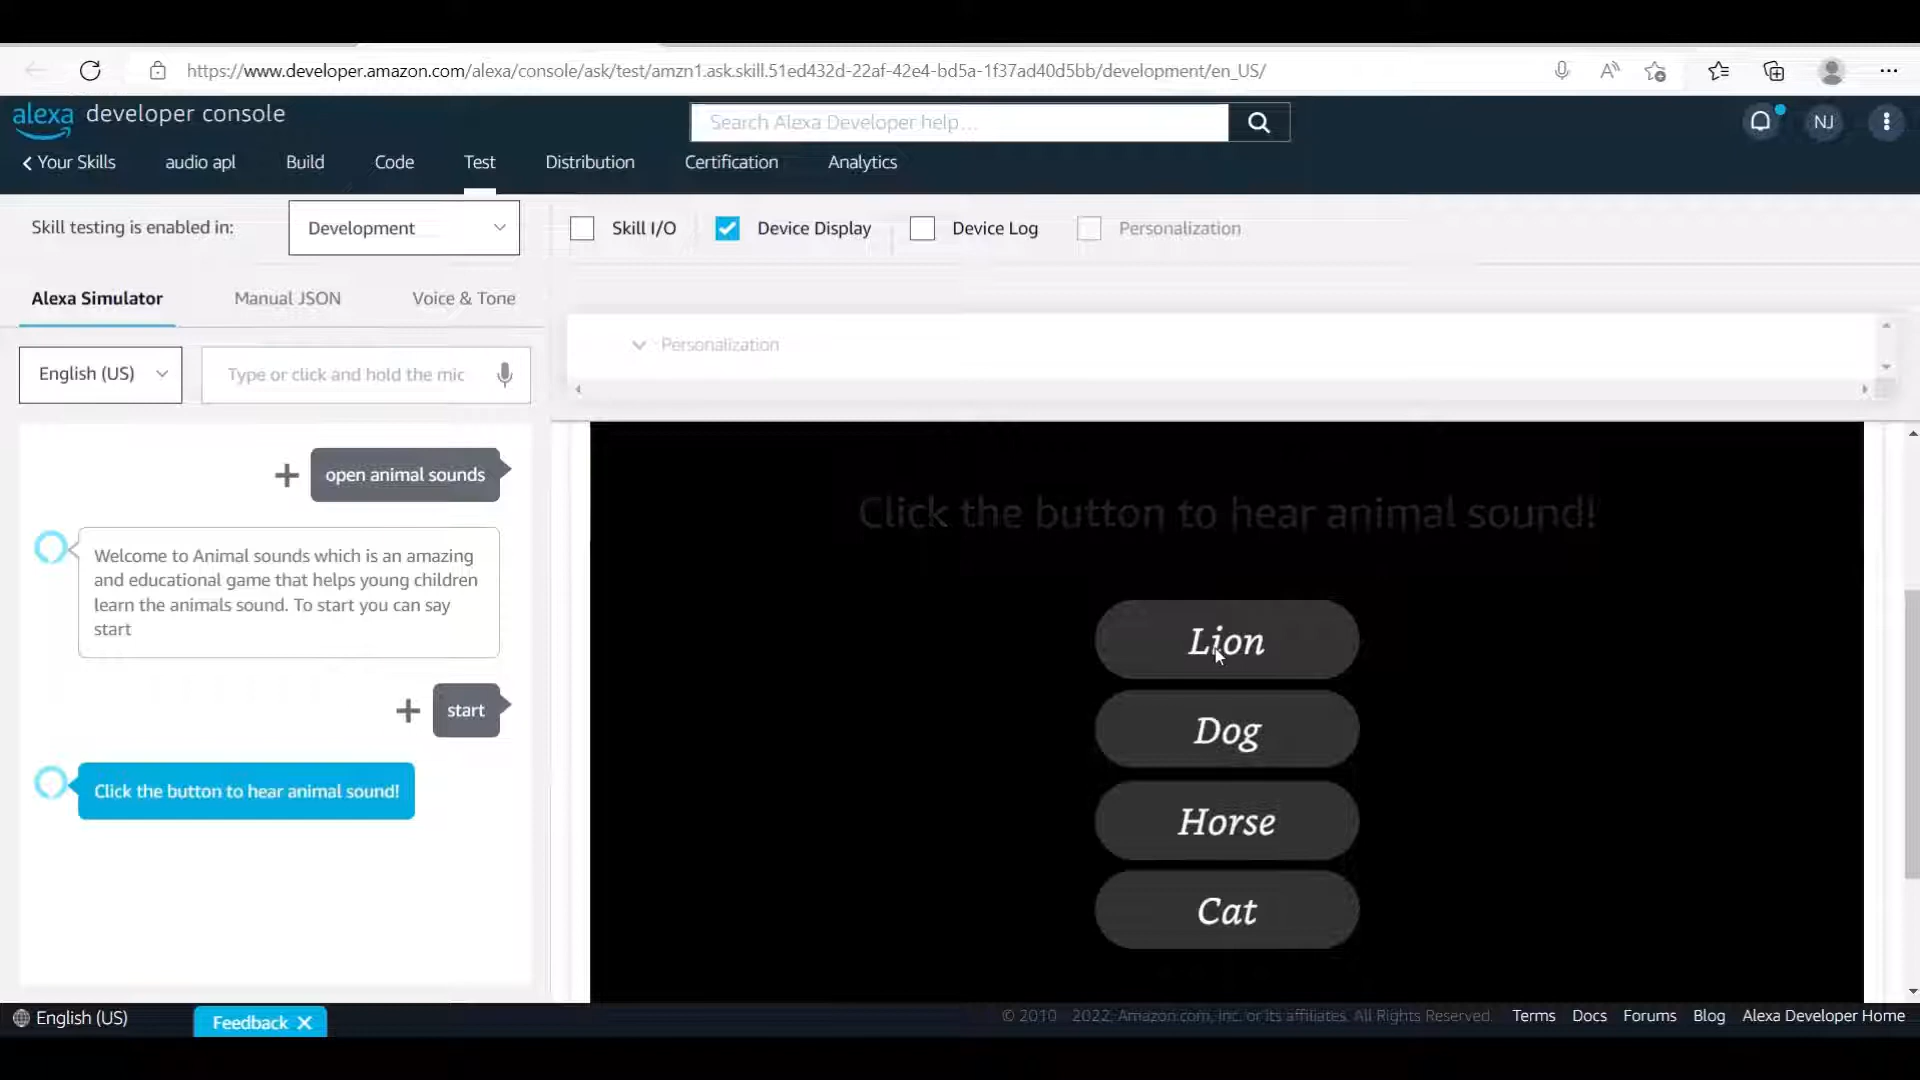 https://www.developer.amazon.com/alexa/console/ask/test/amzn1.ask.skill.51ed432d-22af-42e4-bd5a-1f37ad40d5bb/development/en_US/
alexa developer console
Search Alexa Developer help...
NJ
Your Skills
audio apl
Build
Code
Test
Distribution
Certification
Analytics
Skill testing is enabled in:
Development
Skill I/O
Device Display
Device Log
Personalization
Alexa Simulator
Manual JSON
Voice & Tone
Personalization
English (US)
Type or click and hold the mic
open animal sounds
Welcome to Animal sounds which is an amazing
and educational game that helps young children
learn the animals sound. To start you can say
start
start
Click the button to hear animal sound!
Click the button to hear animal sound!
Lion
Dog
Horse
Cat
English (US)
Feedback
© 2010 2022, Amazon.com, Inc. or its affiliates. All Rights Reserved.
Terms
Docs
Forums
Blog
Alexa Developer Home